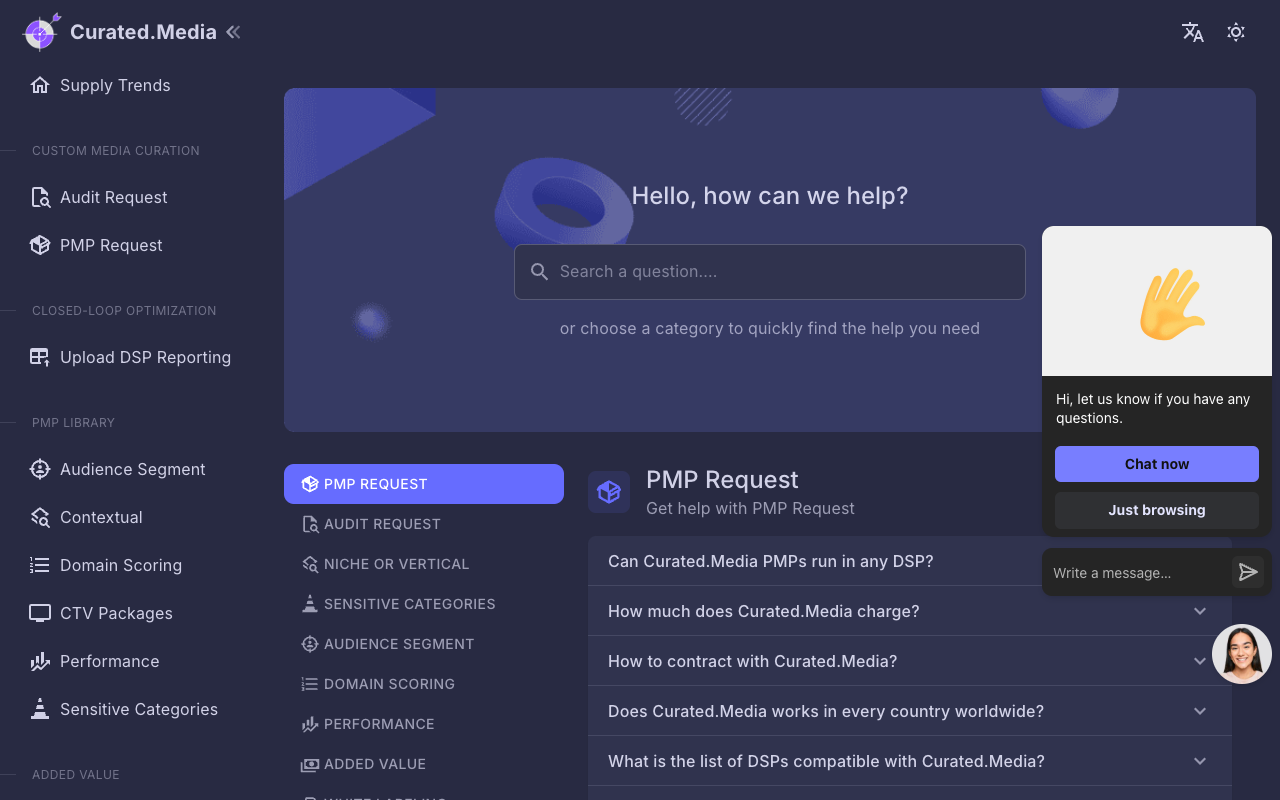 Curated.Media
Supply Trends
CUSTOM MEDIA CURATION
Audit Request
PMP Request
CLOSED-LOOP OPTIMIZATION
Upload DSP Reporting
PMP LIBRARY
Audience Segment
Contextual
Domain Scoring
CTV Packages
Performance
Sensitive Categories
ADDED VALUE
Hello, how can we help?
Search a question....
or choose a category to quickly find the help you need
PMP REQUEST
AUDIT REQUEST
NICHE OR VERTICAL
SENSITIVE CATEGORIES
AUDIENCE SEGMENT
DOMAIN SCORING
PERFORMANCE
ADDED VALUE
WHITE LABELING
PMP Request
Get help with PMP Request
Can Curated.Media PMPs run in any DSP?
How much does Curated.Media charge?
How to contract with Curated.Media?
Does Curated.Media works in every country worldwide?
What is the list of DSPs compatible with Curated.Media?
Hi, let us know if you have any
questions.
Chat now
Just browsing
Write a message...